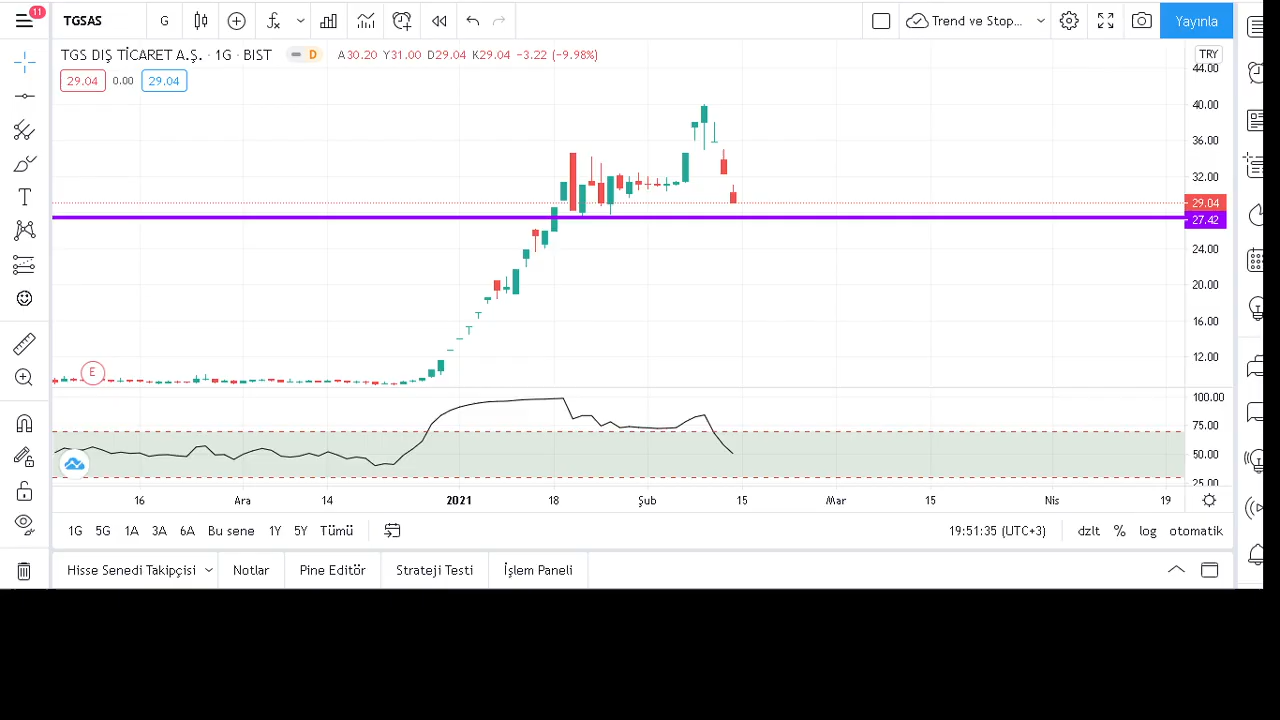 11
TGSAS
G
Trend ve Stop...
Yayınla
TGS DIŞ TİCARET A.Ş. · 1G · BIST
D
A30.20 Y31.00 D29.04 K29.04 −3.22 (−9.98%)
29.04
0.00
29.04
TRY
44.00
40.00
36.00
32.00
29.04
27.42
24.00
20.00
16.00
12.00
E
100.00
75.00
50.00
25.00
16
Ara
14
2021
18
Şub
15
Mar
15
Nis
19
1G 5G 1A 3A 6A Bu sene 1Y 5Y Tümü
19:51:35 (UTC+3)
dzlt % log otomatik
Hisse Senedi Takipçisi
Notlar
Pine Editör
Strateji Testi
İşlem Paneli